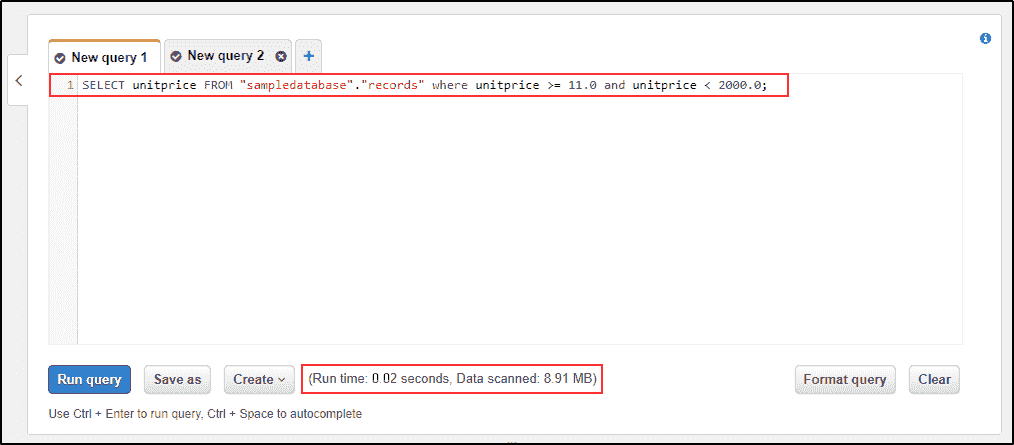 New query 1 New query 2 +
1 SELECT unitprice FROM "sampledatabase"."records" where unitprice >= 11.0 and unitprice < 2000.0;
Run query Save as Create (Run time: 0.02 seconds, Data scanned: 8.91 MB) Format query Clear
Use Ctrl + Enter to run query, Ctrl + Space to autocomplete